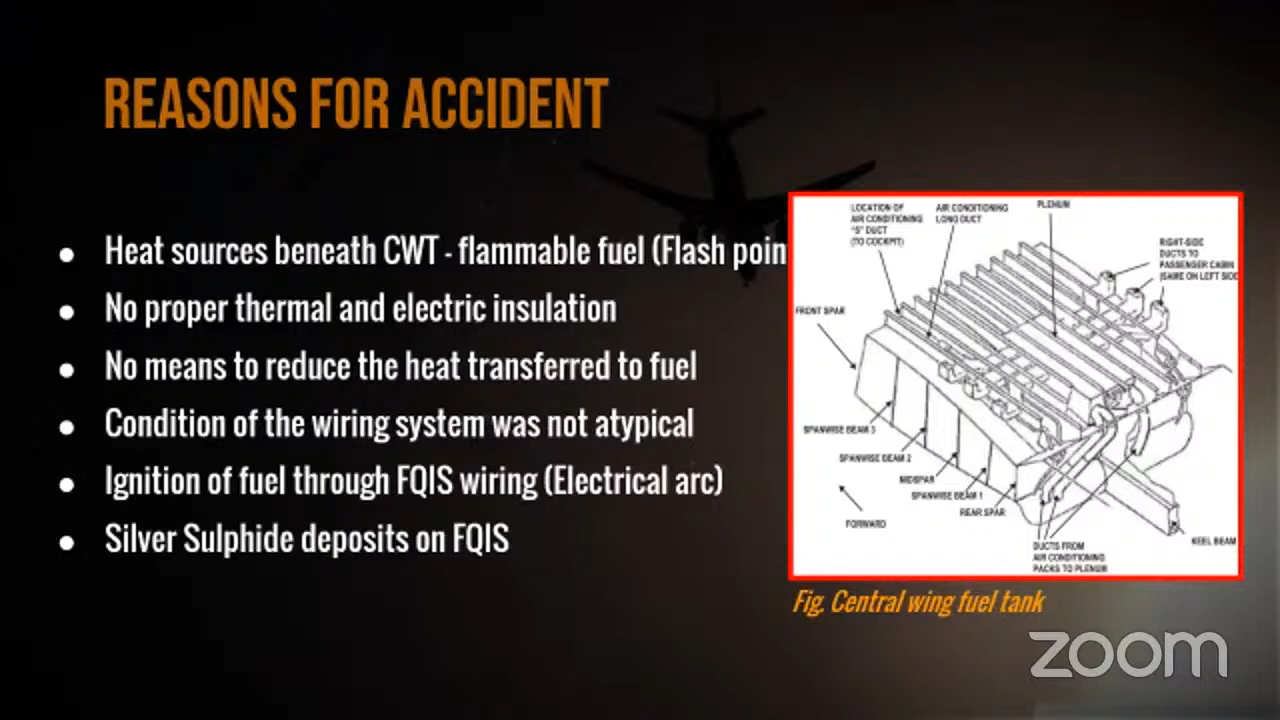 REASONS FOR ACCIDENT
• Heat sources beneath CWT - flammable fuel (Flash poin
• No proper thermal and electric insulation
• No means to reduce the heat transferred to fuel
• Condition of the wiring system was not atypical
• Ignition of fuel through FQIS wiring (Electrical arc)
• Silver Sulphide deposits on FQIS
LOCATION OF
AIR CONDITIONING
"S" DUCT
(TO COCKPIT)
AIR CONDITIONING
LONG DUCT
PLENUM
RIGHT-SIDE
DUCTS TO
PASSENGER CABIN
(SAME ON LEFT SIDE
FRONT SPAR
SPANWISE BEAM 3
SPANWISE BEAM 2
MIDSPAR
SPANWISE BEAM 1
REAR SPAR
FORWARD
DUCTS FROM
AIR CONDITIONING
PACKS TO PLENUM
KEEL BEAM
Fig. Central wing fuel tank
zoom